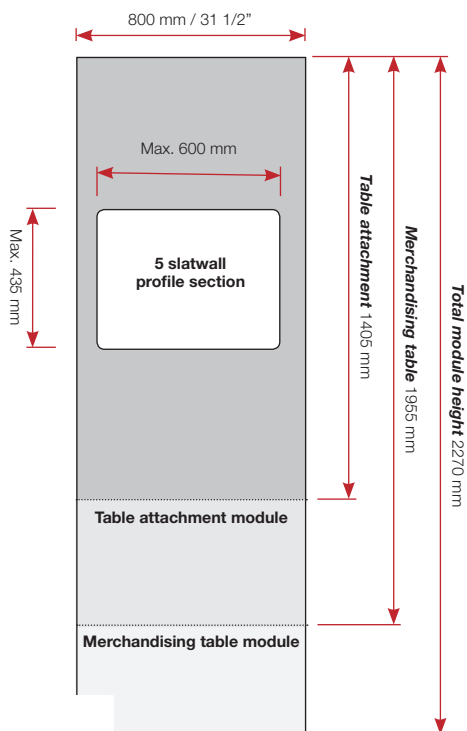 800 mm / 31 1/2”
Max. 600 mm
Max. 435 mm
5 slatwall
profile section
Table attachment 1405 mm
Merchandising table 1955 mm
Total module height 2270 mm
Table attachment module
Merchandising table module